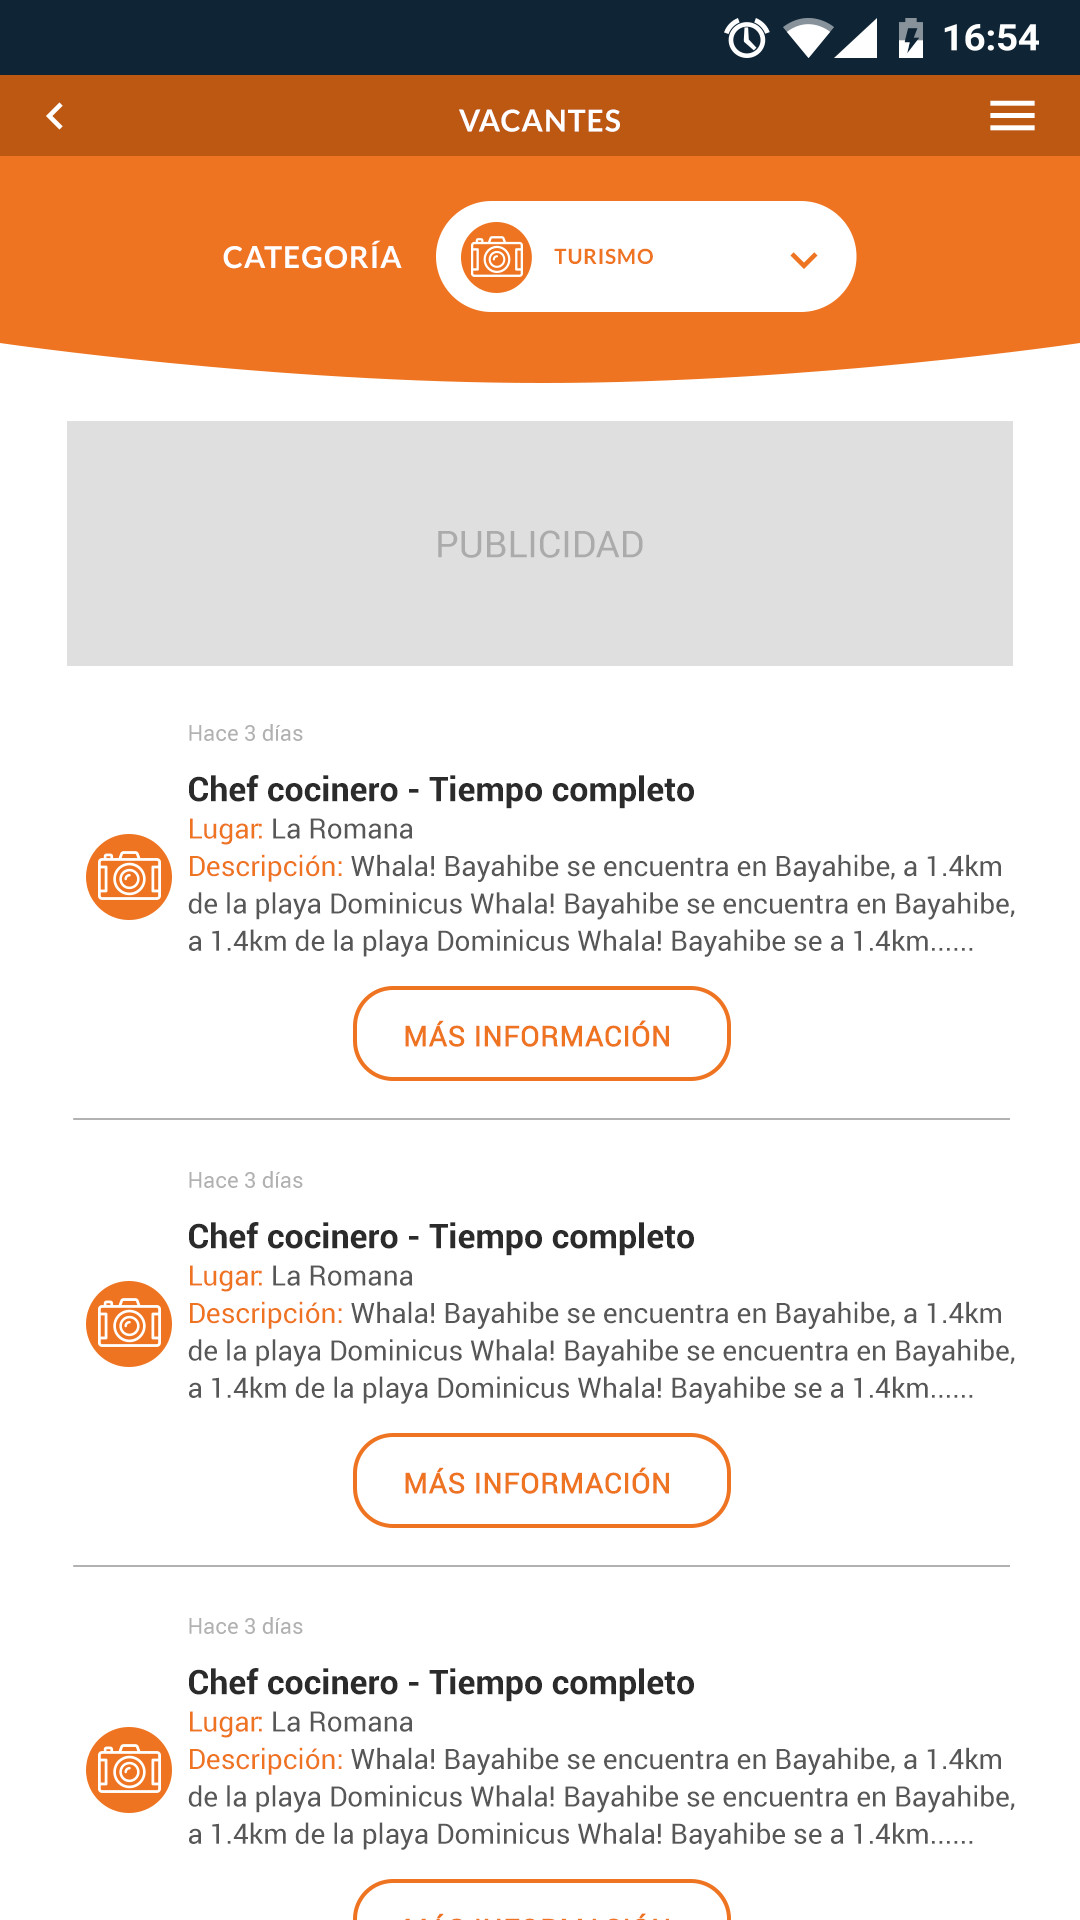 16:54
VACANTES
CATEGORÍA
TURISMO
PUBLICIDAD
Hace 3 días
Chef cocinero - Tiempo completo
Lugar: La Romana
Descripción: Whala! Bayahibe se encuentra en Bayahibe, a 1.4km
de la playa Dominicus Whala! Bayahibe se encuentra en Bayahibe,
a 1.4km de la playa Dominicus Whala! Bayahibe se a 1.4km......
MÁS INFORMACIÓN
Hace 3 días
Chef cocinero - Tiempo completo
Lugar: La Romana
Descripción: Whala! Bayahibe se encuentra en Bayahibe, a 1.4km
de la playa Dominicus Whala! Bayahibe se encuentra en Bayahibe,
a 1.4km de la playa Dominicus Whala! Bayahibe se a 1.4km......
MÁS INFORMACIÓN
Hace 3 días
Chef cocinero - Tiempo completo
Lugar: La Romana
Descripción: Whala! Bayahibe se encuentra en Bayahibe, a 1.4km
de la playa Dominicus Whala! Bayahibe se encuentra en Bayahibe,
a 1.4km de la playa Dominicus Whala! Bayahibe se a 1.4km......